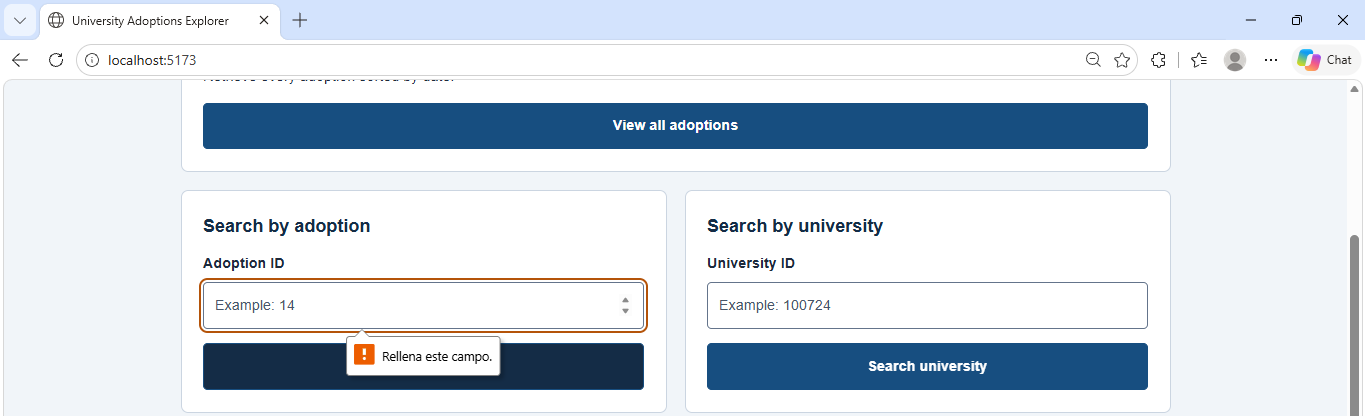 University Adoptions Explorer
localhost:5173
Chat
View all adoptions
Search by adoption
Adoption ID
Example: 14
Rellena este campo.
Search by university
University ID
Example: 100724
Search university